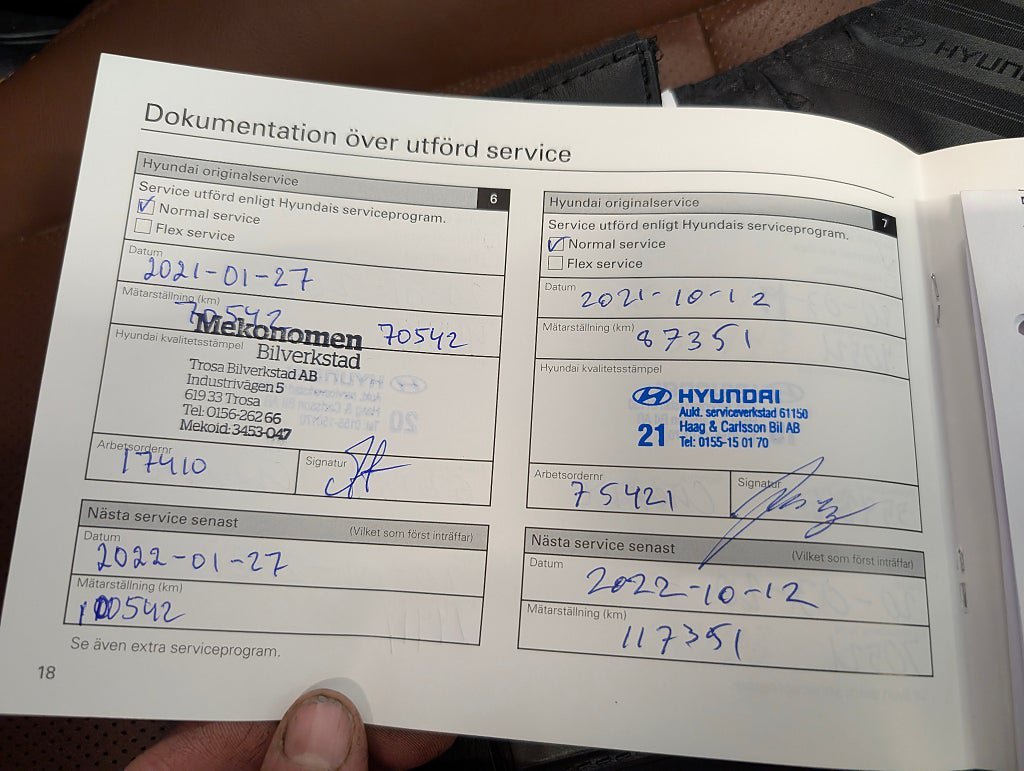 HYUN
Dokumentation över utförd service
Hyundai originalservice
6
Service utförd enligt Hyundais serviceprogram.
Normal service
Flex service
Datum
2021-01-27
Mätarställning (km)
70542 70542
Hyundai kvalitetsstämpel
Mekonomen
Bilverkstad
Trosa Bilverkstad AB
Industrivägen 5
619 33 Trosa
Tel: 0156-262 66
Mekoid: 3453-047
Arbetsordernr
17410
Signatur
Nästa service senast
(Vilket som först inträffar)
Datum
2022-01-27
Mätarställning (km)
100542
Se även extra serviceprogram.
18
Hyundai originalservice
7
Service utförd enligt Hyundais serviceprogram.
Normal service
Flex service
Datum
2021-10-12
Mätarställning (km)
87351
Hyundai kvalitetsstämpel
HYUNDAI
Aukt. serviceverkstad 61150
21 Haag & Carlsson Bil AB
Tel: 0155-15 01 70
Arbetsordernr
75421
Signatur
Nästa service senast
(Vilket som först inträffar)
Datum
2022-10-12
Mätarställning (km)
117351